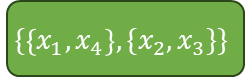 {{x₁, x₄}, {x₂, x₃}}